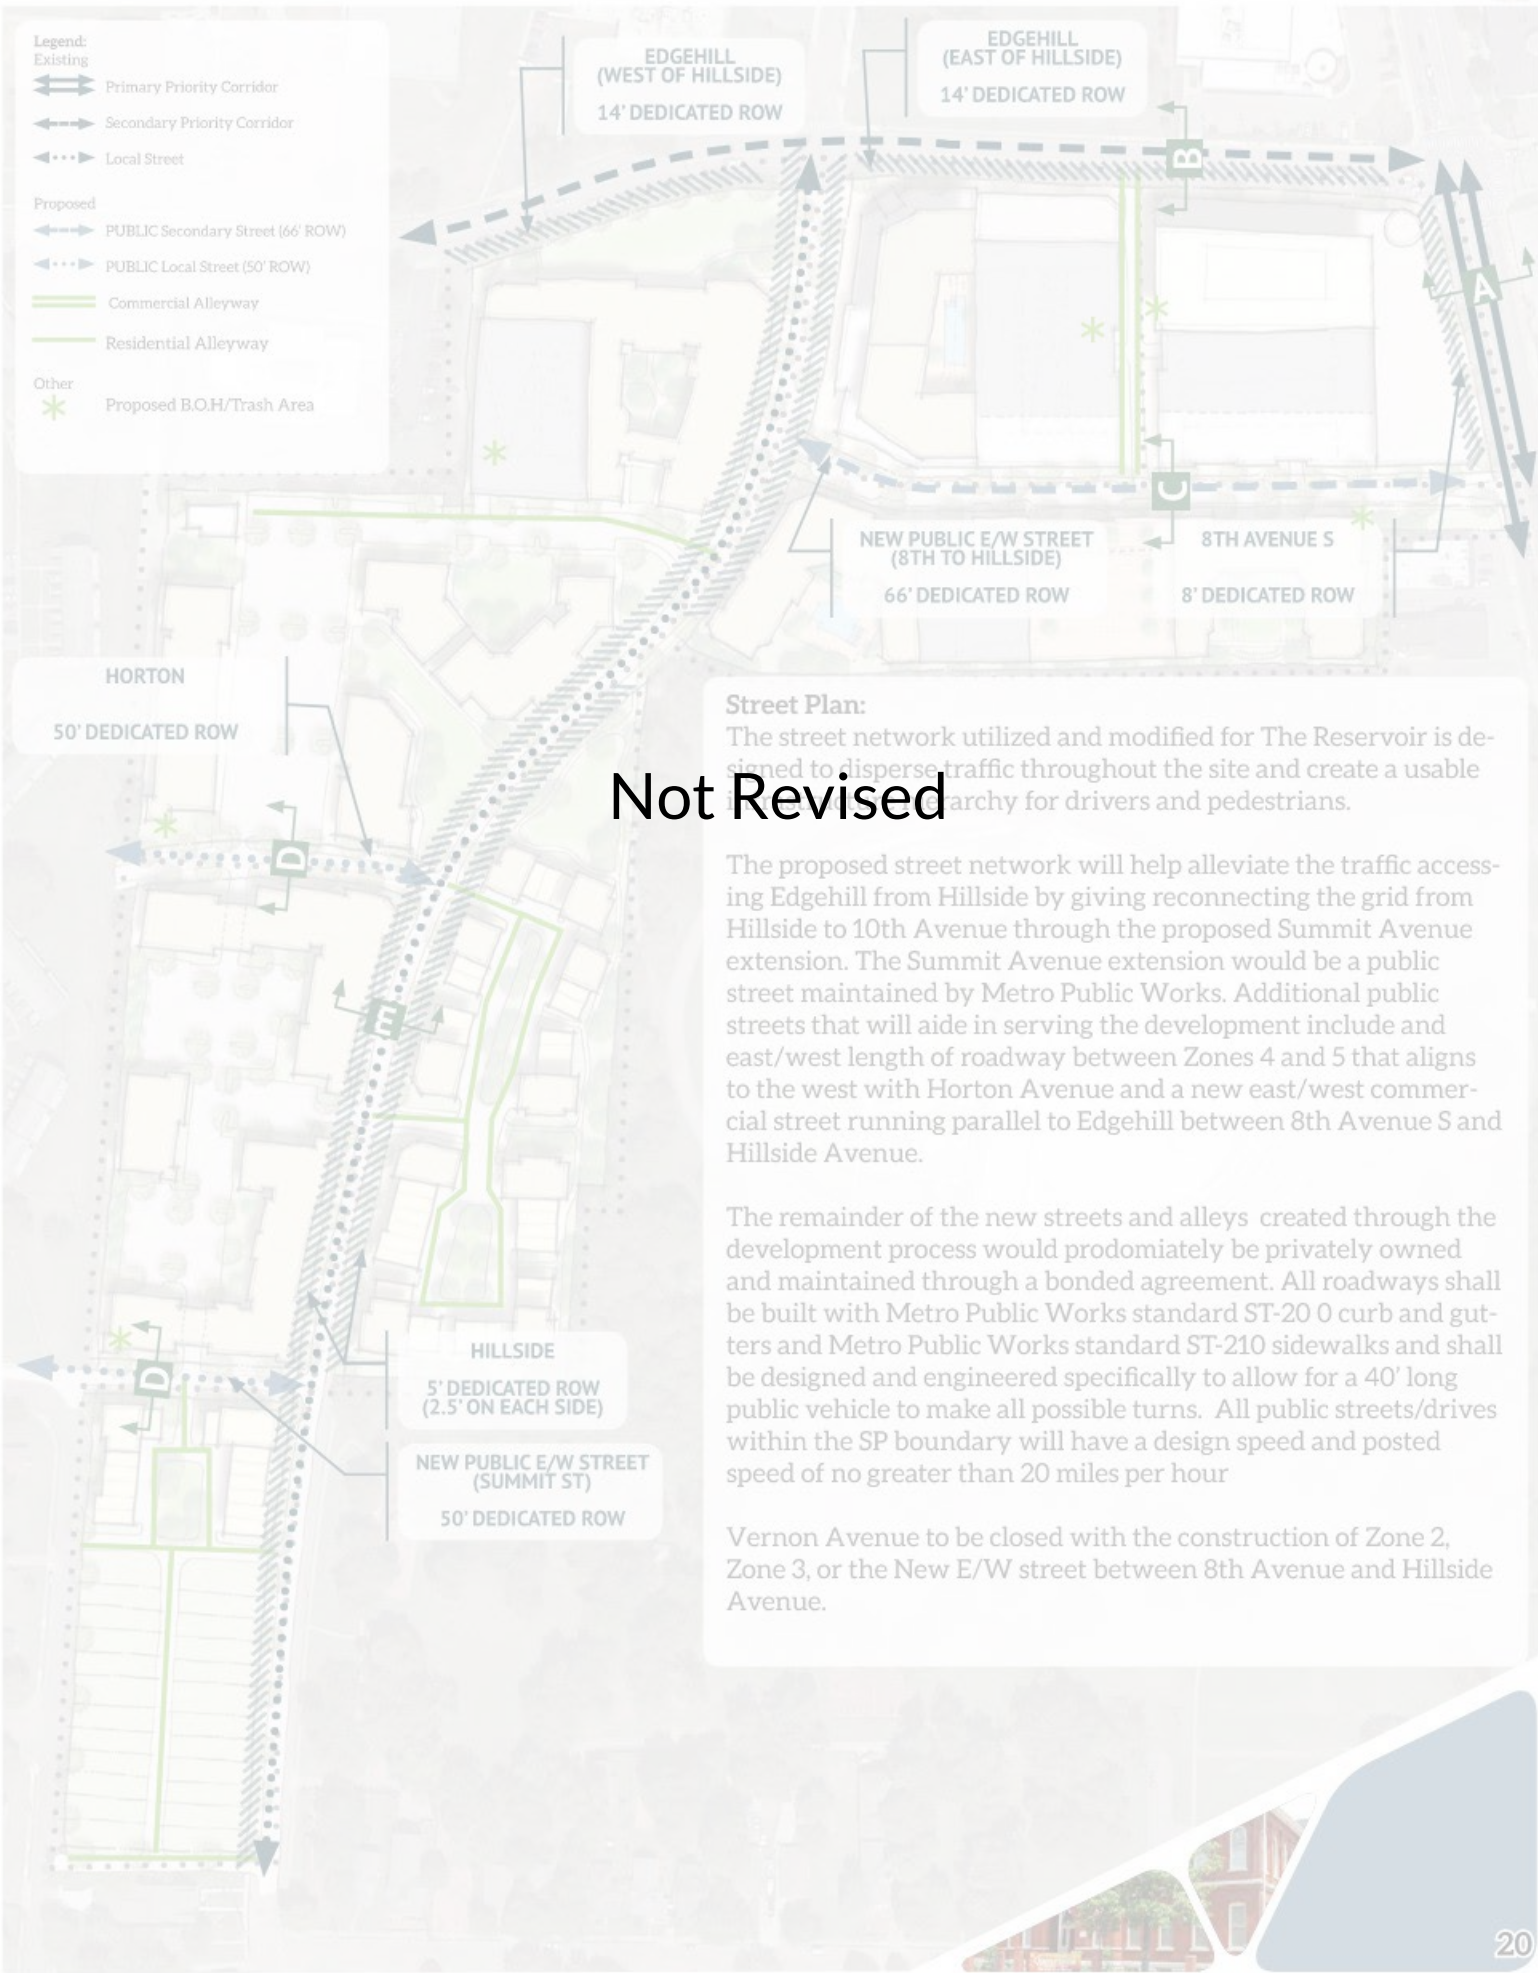 Legend:
Existing
Primary Priority Corridor
Secondary Priority Corridor
Local Street
Proposed
PUBLIC Secondary Street (66' ROW)
PUBLIC Local Street (50' ROW)
Commercial Alleyway
Residential Alleyway
Other
Proposed B.O.H/Trash Area
EDGEHILL
(WEST OF HILLSIDE)
14' DEDICATED ROW
EDGEHILL
(EAST OF HILLSIDE)
14' DEDICATED ROW
B
A
C
NEW PUBLIC E/W STREET
(8TH TO HILLSIDE)
66' DEDICATED ROW
8TH AVENUE S
8' DEDICATED ROW
HORTON
50' DEDICATED ROW
D
E
D
HILLSIDE
5' DEDICATED ROW
(2.5' ON EACH SIDE)
NEW PUBLIC E/W STREET
(SUMMIT ST)
50' DEDICATED ROW
Not Revised
Street Plan:
The street network utilized and modified for The Reservoir is de-
signed to disperse traffic throughout the site and create a usable
infrastructure hierarchy for drivers and pedestrians.
The proposed street network will help alleviate the traffic access-
ing Edgehill from Hillside by giving reconnecting the grid from
Hillside to 10th Avenue through the proposed Summit Avenue
extension. The Summit Avenue extension would be a public
street maintained by Metro Public Works. Additional public
streets that will aide in serving the development include and
east/west length of roadway between Zones 4 and 5 that aligns
to the west with Horton Avenue and a new east/west commer-
cial street running parallel to Edgehill between 8th Avenue S and
Hillside Avenue.
The remainder of the new streets and alleys created through the
development process would prodomiately be privately owned
and maintained through a bonded agreement. All roadways shall
be built with Metro Public Works standard ST-20 0 curb and gut-
ters and Metro Public Works standard ST-210 sidewalks and shall
be designed and engineered specifically to allow for a 40' long
public vehicle to make all possible turns. All public streets/drives
within the SP boundary will have a design speed and posted
speed of no greater than 20 miles per hour
Vernon Avenue to be closed with the construction of Zone 2,
Zone 3, or the New E/W street between 8th Avenue and Hillside
Avenue.
20